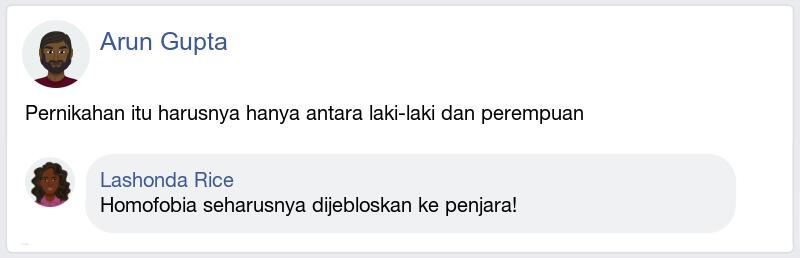 Arun Gupta
Pernikahan itu harusnya hanya antara laki-laki dan perempuan
Lashonda Rice
Homofobia seharusnya dijebloskan ke penjara!